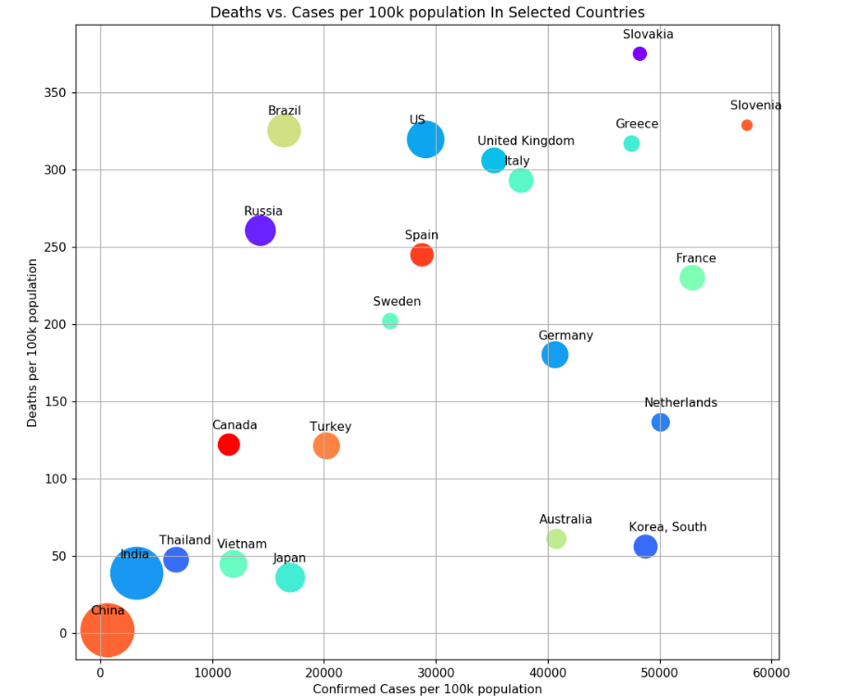 Deaths vs. Cases per 100k population In Selected Countries
Slovakia
Slovenia
350
Brazil
US
Greece
United Kingdom
300
Italy
Russia
250
Spain
France
Deaths per 100k population
Sweden
200
Germany
150
Netherlands
Canada
Turkey
100
Australia
Korea, South
50
India
Thailand
Vietnam
Japan
China
0
0 10000 20000 30000 40000 50000 60000
Confirmed Cases per 100k population